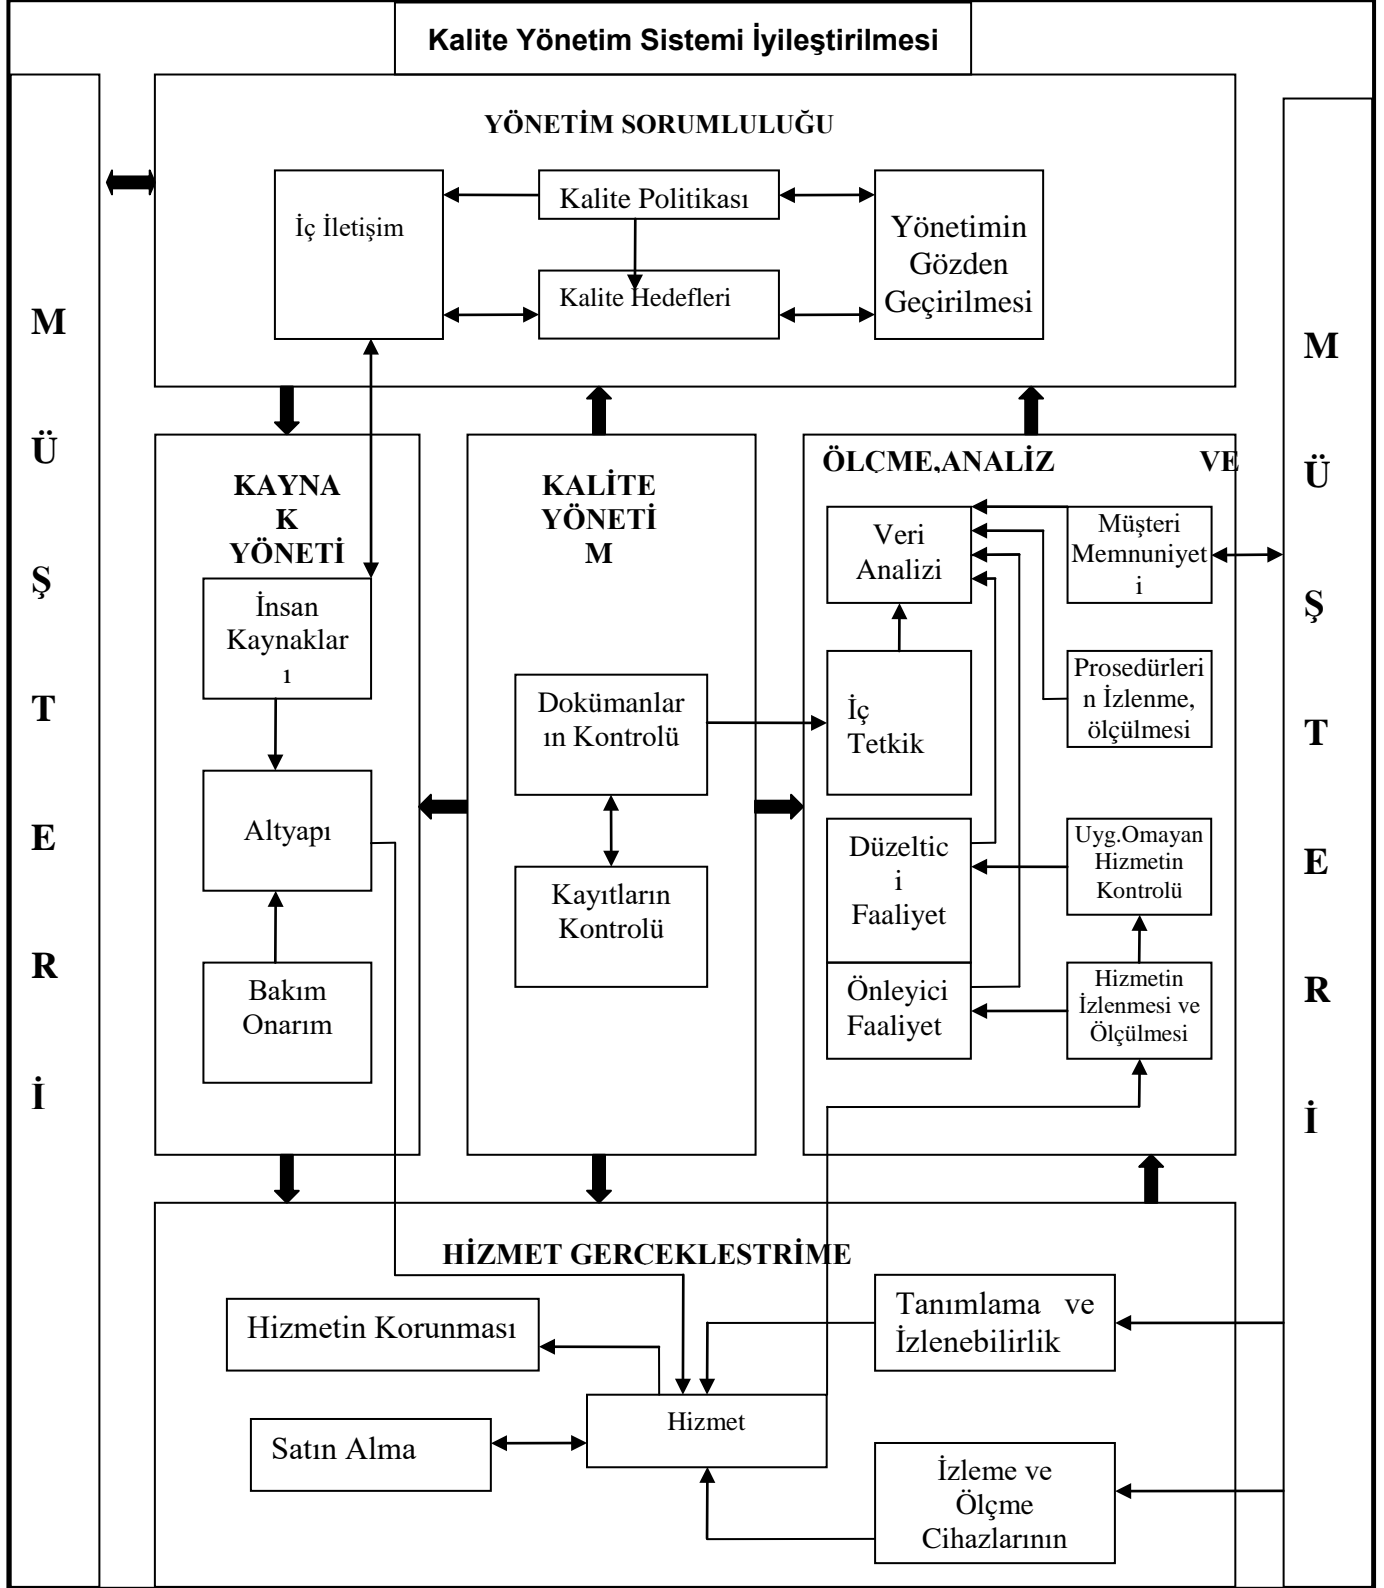 Kalite Yönetim Sistemi İyileştirilmesi
YÖNETİM SORUMLULUĞU
İç İletişim
Kalite Politikası
Kalite Hedefleri
Yönetimin
Gözden
Geçirilmesi
M
Ü
Ş
T
E
R
İ
KAYNA
K
YÖNETİ
İnsan
Kaynaklar
ı
Altyapı
Bakım
Onarım
KALİTE
YÖNETİ
M
Dokümanlar
ın Kontrolü
Kayıtların
Kontrolü
ÖLÇME,ANALİZ VE
Veri
Analizi
Müşteri
Memnuniyet
i
İç
Tetkik
Prosedürleri
n İzlenme,
ölçülmesi
Düzeltic
i
Faaliyet
Uyg.Omayan
Hizmetin
Kontrolü
Önleyici
Faaliyet
Hizmetin
İzlenmesi ve
Ölçülmesi
M
Ü
Ş
T
E
R
İ
HİZMET GERCEKLESTRİME
Hizmetin Korunması
Tanımlama ve
İzlenebilirlik
Hizmet
Satın Alma
İzleme ve
Ölçme
Cihazlarının